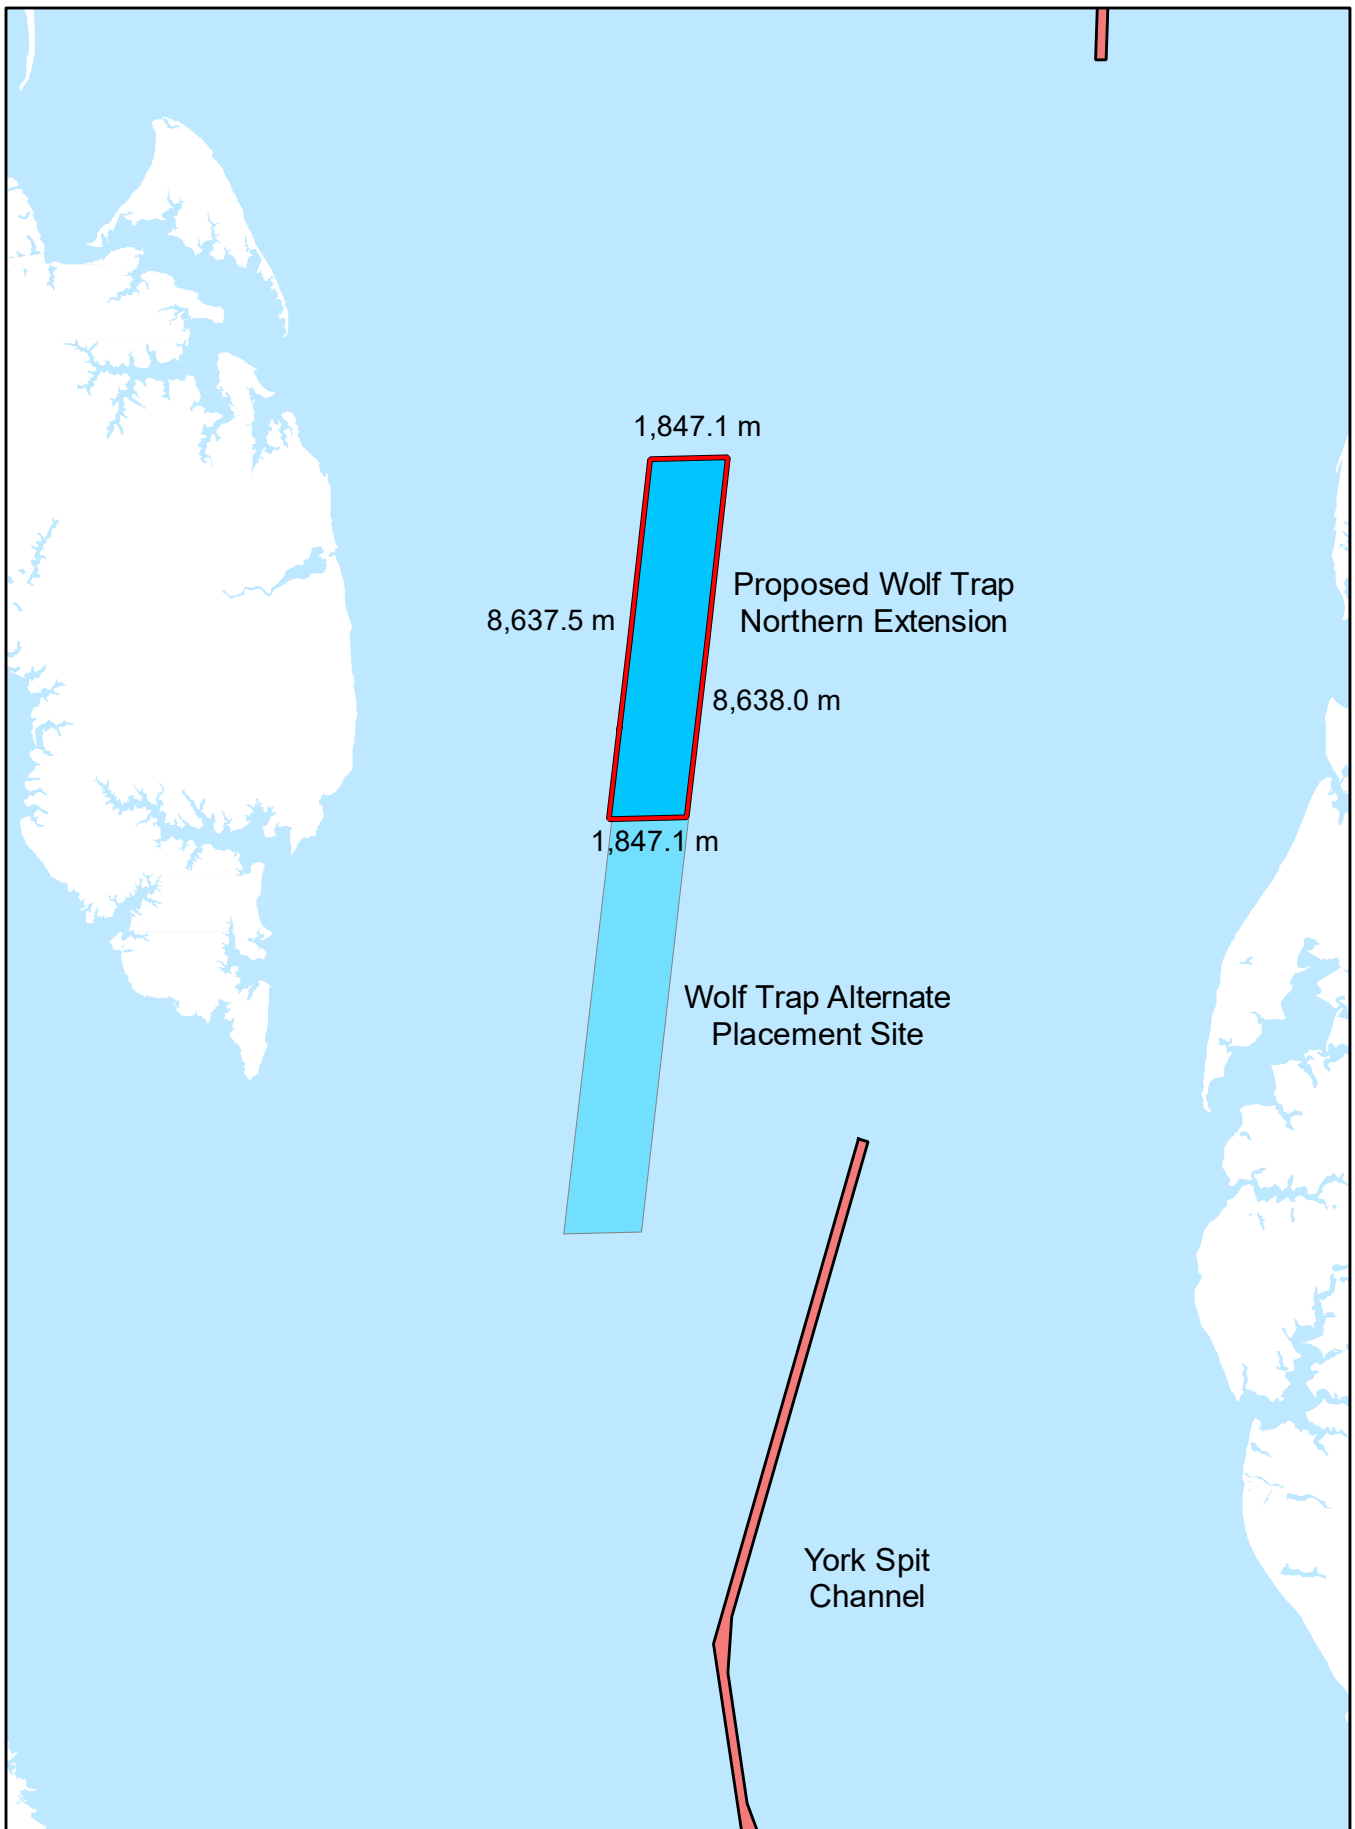 1,847.1 m
Proposed Wolf Trap
Northern Extension
8,637.5 m
8,638.0 m
1,847.1 m
Wolf Trap Alternate
Placement Site
York Spit
Channel